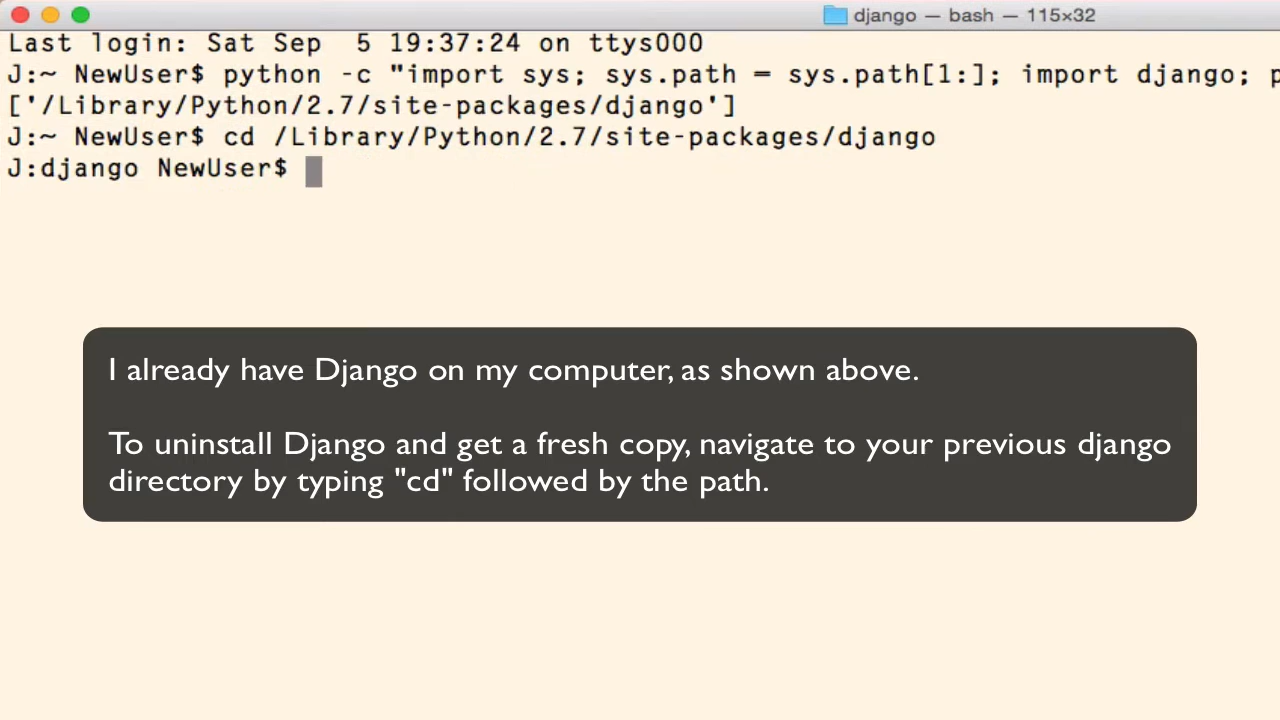 django — bash — 115×32
Last login: Sat Sep  5 19:37:24 on ttys000
J:~ NewUser$ python -c "import sys; sys.path = sys.path[1:]; import django; p
['/Library/Python/2.7/site-packages/django']
J:~ NewUser$ cd /Library/Python/2.7/site-packages/django
J:django NewUser$
I already have Django on my computer, as shown above.
To uninstall Django and get a fresh copy, navigate to your previous django
directory by typing "cd" followed by the path.